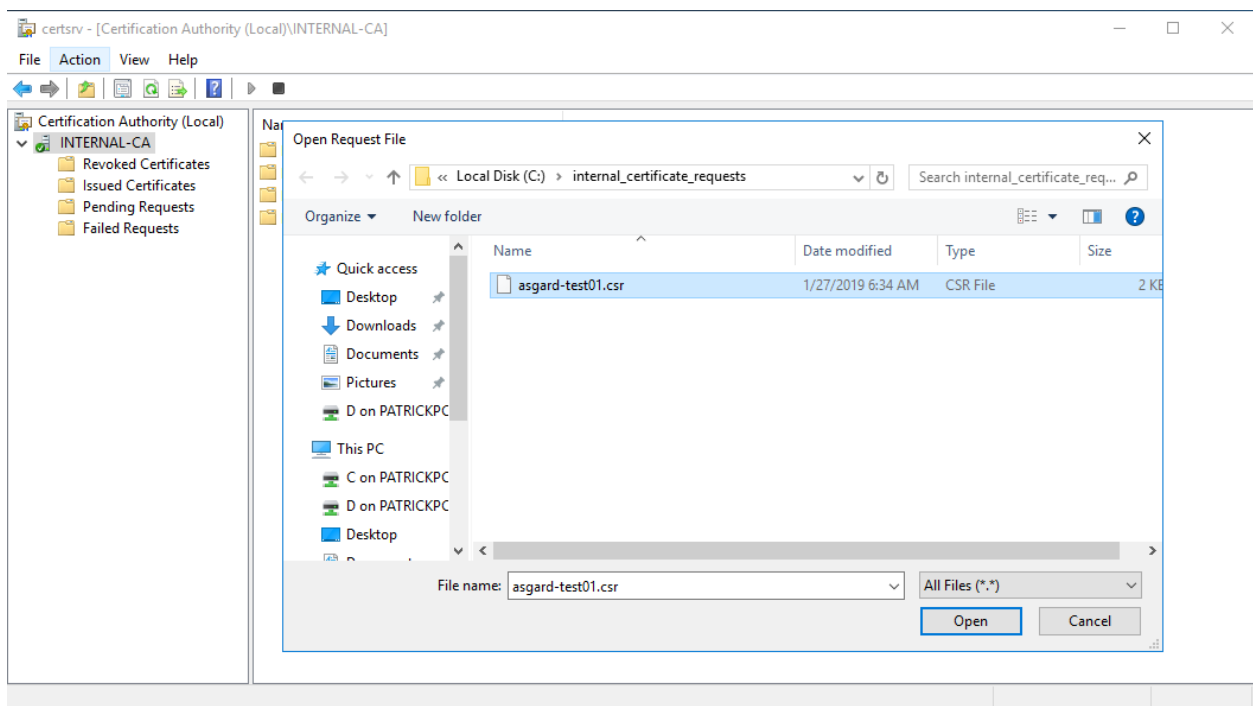 certsrv - [Certification Authority (Local)\INTERNAL-CA]
File Action View Help
Certification Authority (Local)
INTERNAL-CA
Revoked Certificates
Issued Certificates
Pending Requests
Failed Requests
Open Request File
« Local Disk (C:) > internal_certificate_requests
Search internal_certificate_req...
Organize New folder
Name Date modified Type Size
Quick access
Desktop
Downloads
Documents
Pictures
D on PATRICKPC
This PC
C on PATRICKPC
D on PATRICKPC
Desktop
asgard-test01.csr 1/27/2019 6:34 AM CSR File 2 KB
File name: asgard-test01.csr All Files (*.*)
Open Cancel